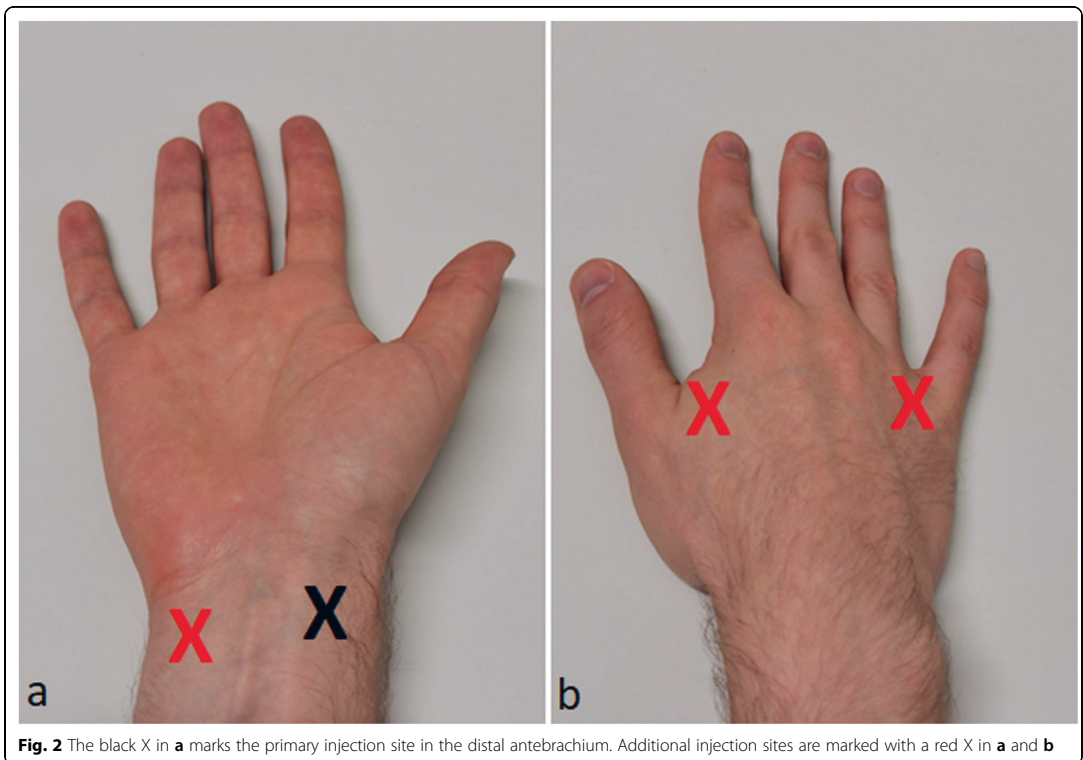 X
X
a
X
X
b
Fig. 2 The black X in a marks the primary injection site in the distal antebrachium. Additional injection sites are marked with a red X in a and b